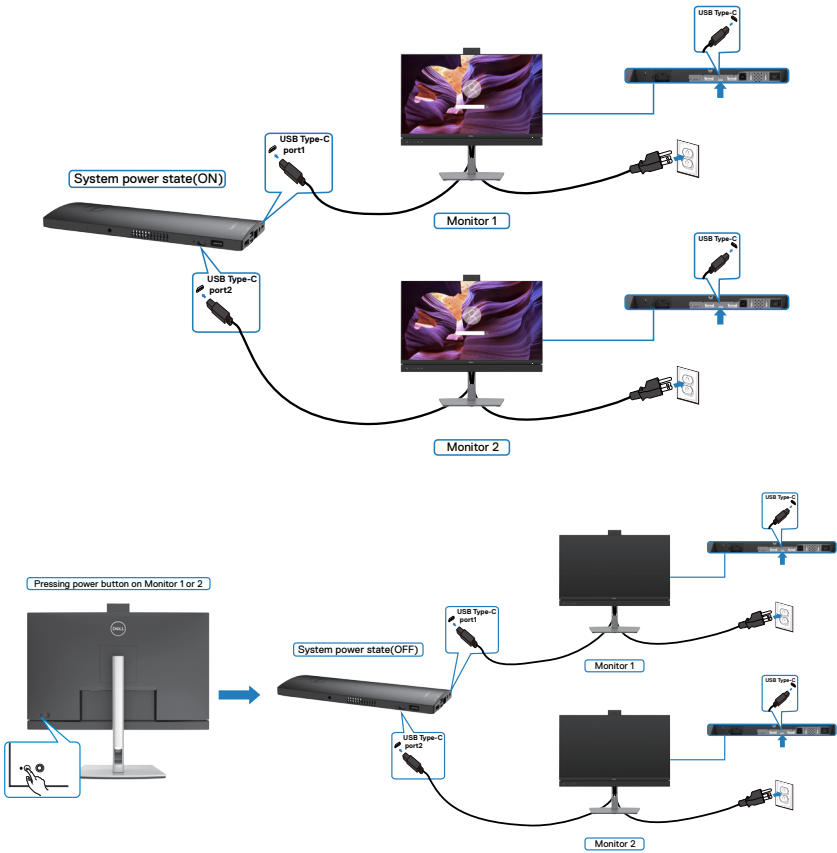 USB Type-C
USB Type-C
port1
System power state(ON)
Monitor 1
USB Type-C
USB Type-C
port2
Monitor 2
USB Type-C
Pressing power button on Monitor 1 or 2
DELL
USB Type-C
port1
System power state(OFF)
Monitor 1
USB Type-C
USB Type-C
port2
Monitor 2